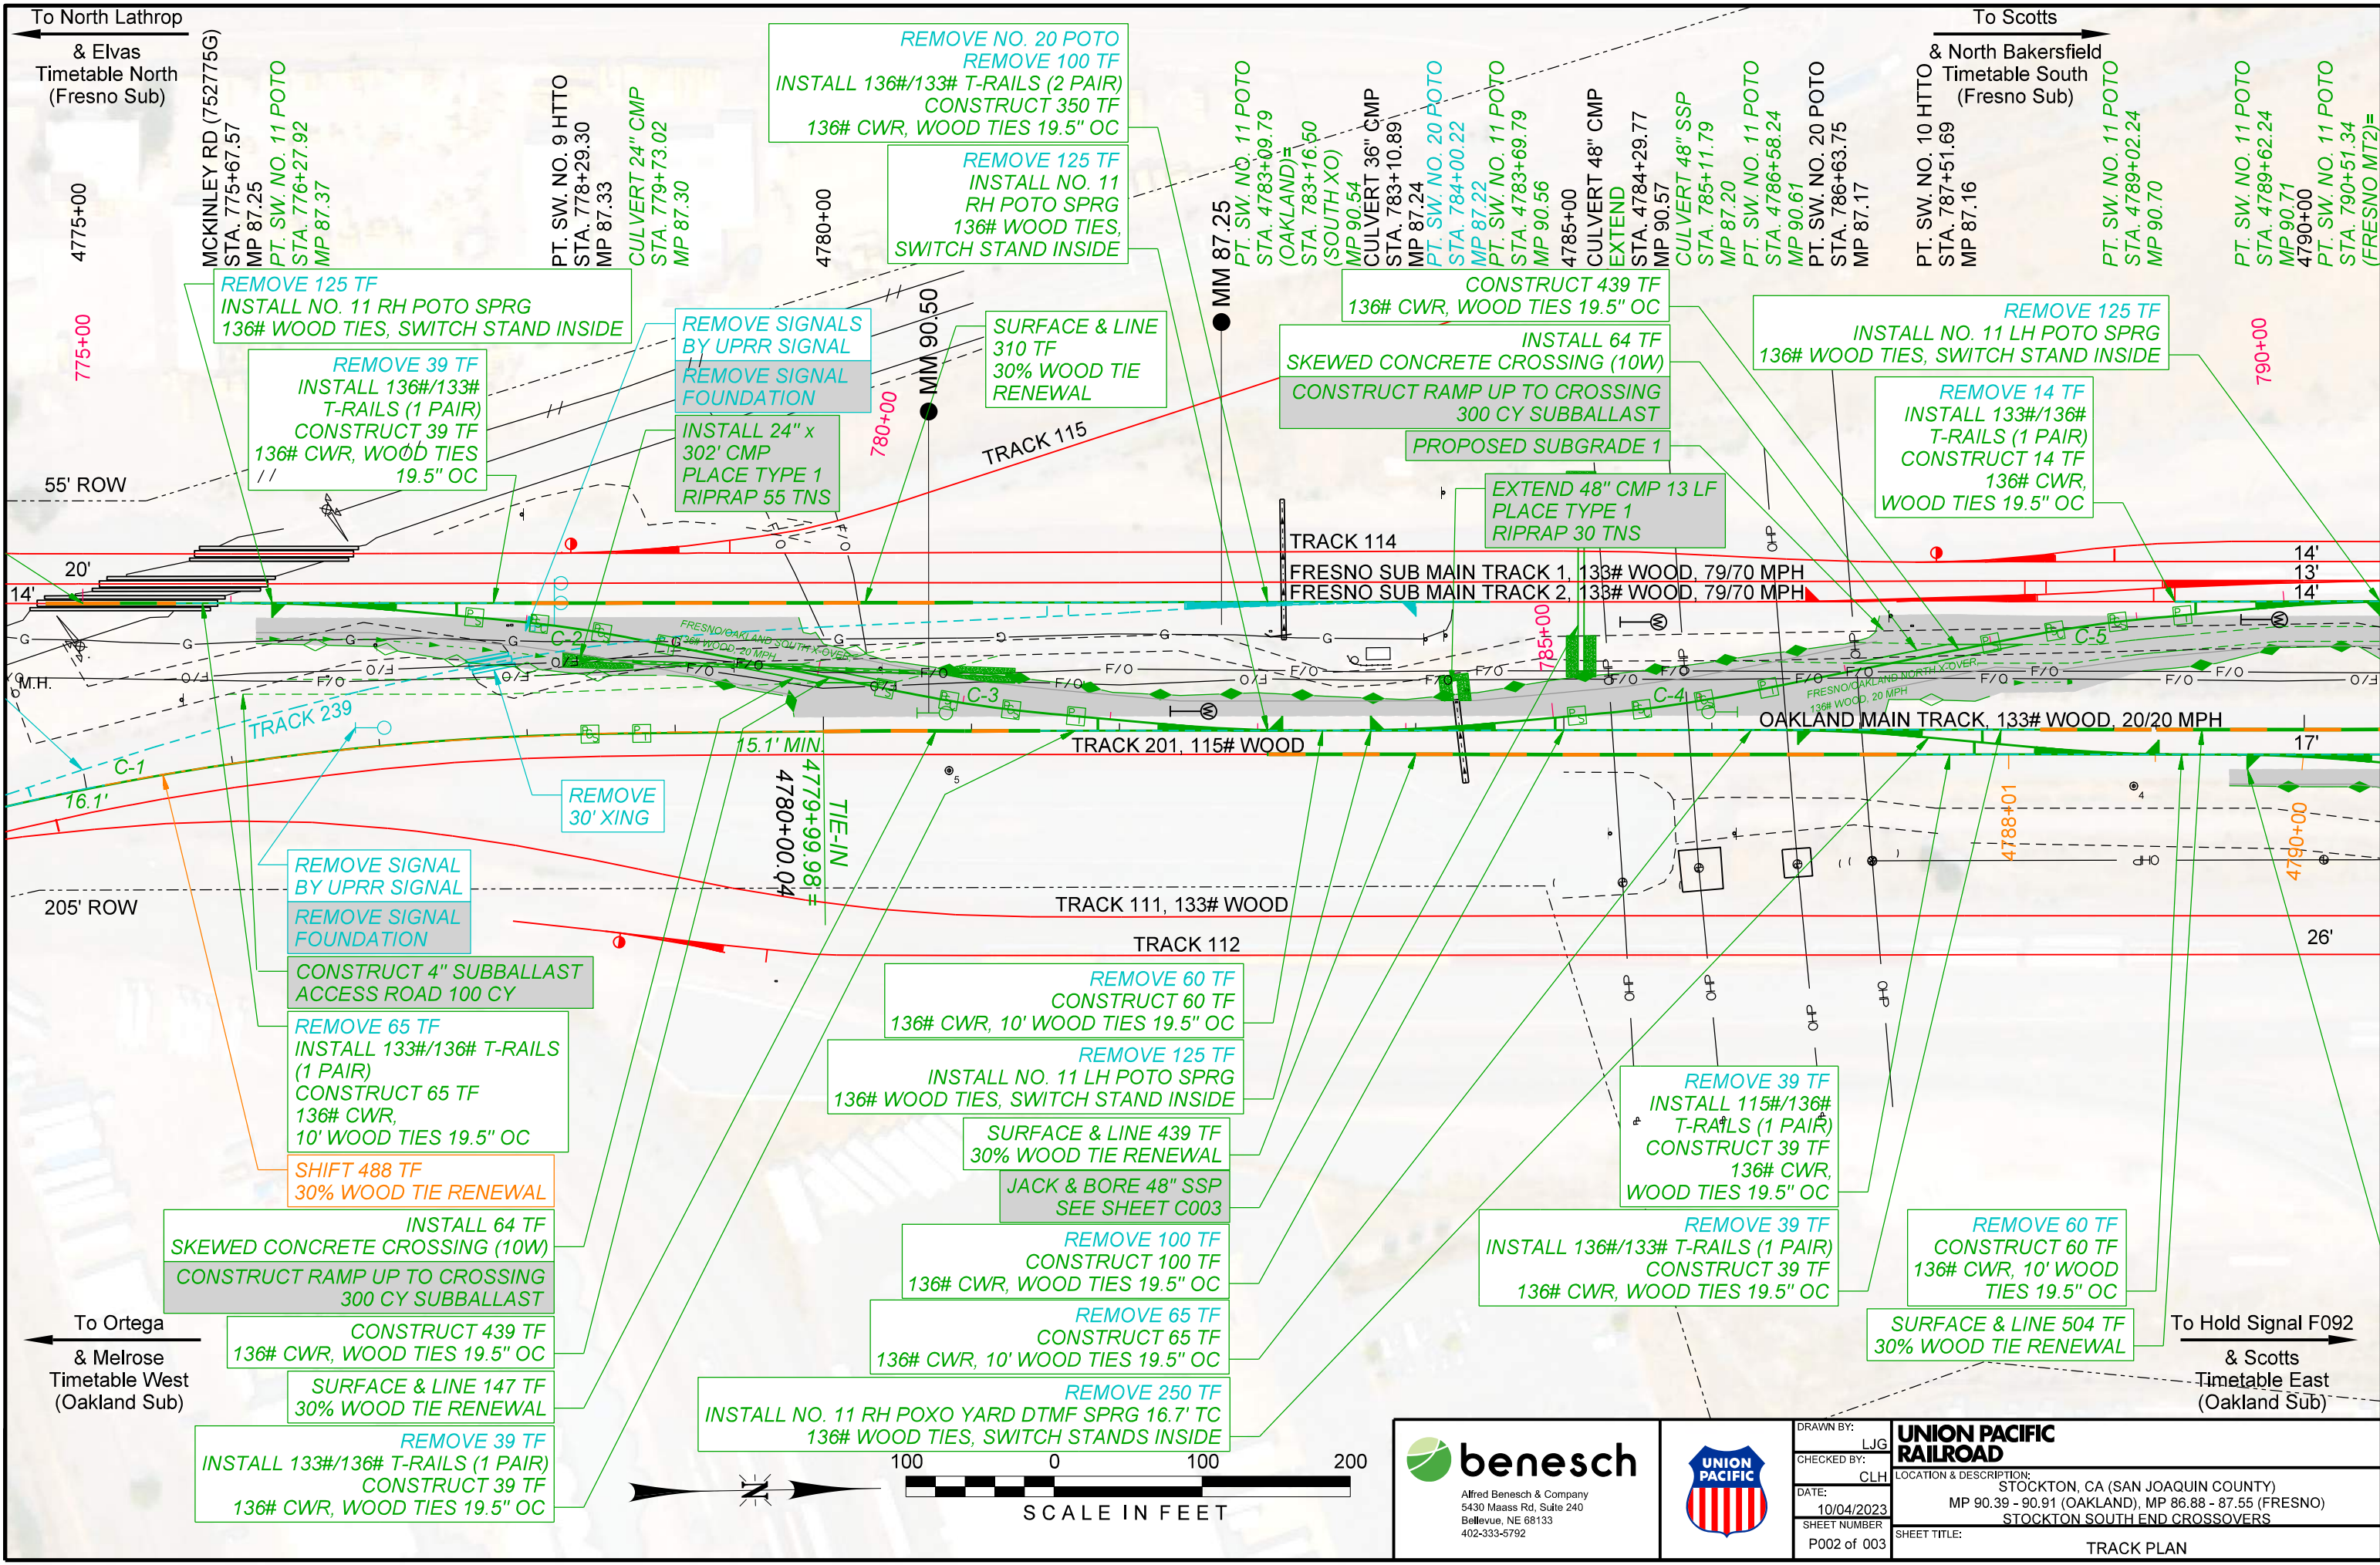 To North Lathrop
& Elvas
Timetable North
(Fresno Sub)
4775+00
775+00
MCKINLEY RD (752775G)
STA. 775+67.57
MP 87.25
PT. SW. NO. 11 POTO
STA. 776+27.92
MP 87.37
PT. SW. NO. 9 HTTO
STA. 778+29.30
MP 87.33
CULVERT 24" CMP
STA. 779+73.02
MP 87.30
4780+00
780+00
MM 90.50
MM 87.25
PT. SW. NO. 11 POTO
STA. 4783+09.79
(OAKLAND)=
STA. 783+16.50
(SOUTH XO)
MP 90.54
CULVERT 36" CMP
STA. 783+10.89
MP 87.24
PT. SW. NO. 20 POTO
STA. 784+00.22
MP 87.22
PT. SW. NO. 11 POTO
STA. 4783+69.79
MP 90.56
4785+00
CULVERT 48" CMP
EXTEND
STA. 4784+29.77
MP 90.57
CULVERT 48" SSP
STA. 785+11.79
MP 87.20
PT. SW. NO. 11 POTO
STA. 4786+58.24
MP 90.61
PT. SW. NO. 20 POTO
STA. 786+63.75
MP 87.17
PT. SW. NO. 10 HTTO
STA. 787+51.69
MP 87.16
To Scotts
& North Bakersfield
Timetable South
(Fresno Sub)
PT. SW. NO. 11 POTO
STA. 4789+02.24
MP 90.70
PT. SW. NO. 11 POTO
STA. 4789+62.24
MP 90.71
4790+00
PT. SW. NO. 11 POTO
STA. 790+51.34
(FRESNO MT2)=
790+00
REMOVE NO. 20 POTO
REMOVE 100 TF
INSTALL 136#/133# T-RAILS (2 PAIR)
CONSTRUCT 350 TF
136# CWR, WOOD TIES 19.5" OC
REMOVE 125 TF
INSTALL NO. 11
RH POTO SPRG
136# WOOD TIES,
SWITCH STAND INSIDE
REMOVE 125 TF
INSTALL NO. 11 RH POTO SPRG
136# WOOD TIES, SWITCH STAND INSIDE
REMOVE 39 TF
INSTALL 136#/133#
T-RAILS (1 PAIR)
CONSTRUCT 39 TF
136# CWR, WOOD TIES
19.5" OC
REMOVE SIGNALS
BY UPRR SIGNAL
REMOVE SIGNAL
FOUNDATION
INSTALL 24" x
302' CMP
PLACE TYPE 1
RIPRAP 55 TNS
SURFACE & LINE
310 TF
30% WOOD TIE
RENEWAL
CONSTRUCT 439 TF
136# CWR, WOOD TIES 19.5" OC
INSTALL 64 TF
SKEWED CONCRETE CROSSING (10W)
CONSTRUCT RAMP UP TO CROSSING
300 CY SUBBALLAST
PROPOSED SUBGRADE 1
EXTEND 48" CMP 13 LF
PLACE TYPE 1
RIPRAP 30 TNS
REMOVE 125 TF
INSTALL NO. 11 LH POTO SPRG
136# WOOD TIES, SWITCH STAND INSIDE
REMOVE 14 TF
INSTALL 133#/136#
T-RAILS (1 PAIR)
CONSTRUCT 14 TF
136# CWR,
WOOD TIES 19.5" OC
55' ROW
TRACK 115
TRACK 114
20'
14'
FRESNO SUB MAIN TRACK 1, 133# WOOD, 79/70 MPH
FRESNO SUB MAIN TRACK 2, 133# WOOD, 79/70 MPH
14'
13'
14'
785+00
C-2
FRESNO/OAKLAND SOUTH X-OVER
136# WOOD, 20 MPH
C-3
C-4
FRESNO/OAKLAND NORTH X-OVER
136# WOOD, 20 MPH
C-5
M.H.
TRACK 239
C-1
16.1'
15.1' MIN.
OAKLAND MAIN TRACK, 133# WOOD, 20/20 MPH
TRACK 201, 115# WOOD
17'
5
4
REMOVE
30' XING
TIE-IN
4779+99.98=
4780+00.04
4788+01
4790+00
205' ROW
TRACK 111, 133# WOOD
TRACK 112
26'
REMOVE SIGNAL
BY UPRR SIGNAL
REMOVE SIGNAL
FOUNDATION
CONSTRUCT 4" SUBBALLAST
ACCESS ROAD 100 CY
REMOVE 65 TF
INSTALL 133#/136# T-RAILS
(1 PAIR)
CONSTRUCT 65 TF
136# CWR,
10' WOOD TIES 19.5" OC
SHIFT 488 TF
30% WOOD TIE RENEWAL
INSTALL 64 TF
SKEWED CONCRETE CROSSING (10W)
CONSTRUCT RAMP UP TO CROSSING
300 CY SUBBALLAST
CONSTRUCT 439 TF
136# CWR, WOOD TIES 19.5" OC
SURFACE & LINE 147 TF
30% WOOD TIE RENEWAL
REMOVE 39 TF
INSTALL 133#/136# T-RAILS (1 PAIR)
CONSTRUCT 39 TF
136# CWR, WOOD TIES 19.5" OC
To Ortega
& Melrose
Timetable West
(Oakland Sub)
REMOVE 60 TF
CONSTRUCT 60 TF
136# CWR, 10' WOOD TIES 19.5" OC
REMOVE 125 TF
INSTALL NO. 11 LH POTO SPRG
136# WOOD TIES, SWITCH STAND INSIDE
SURFACE & LINE 439 TF
30% WOOD TIE RENEWAL
JACK & BORE 48" SSP
SEE SHEET C003
REMOVE 100 TF
CONSTRUCT 100 TF
136# CWR, WOOD TIES 19.5" OC
REMOVE 65 TF
CONSTRUCT 65 TF
136# CWR, 10' WOOD TIES 19.5" OC
REMOVE 250 TF
INSTALL NO. 11 RH POXO YARD DTMF SPRG 16.7' TC
136# WOOD TIES, SWITCH STANDS INSIDE
REMOVE 39 TF
INSTALL 115#/136#
T-RAILS (1 PAIR)
CONSTRUCT 39 TF
136# CWR,
WOOD TIES 19.5" OC
REMOVE 39 TF
INSTALL 136#/133# T-RAILS (1 PAIR)
CONSTRUCT 39 TF
136# CWR, WOOD TIES 19.5" OC
REMOVE 60 TF
CONSTRUCT 60 TF
136# CWR, 10' WOOD
TIES 19.5" OC
SURFACE & LINE 504 TF
30% WOOD TIE RENEWAL
To Hold Signal F092
& Scotts
Timetable East
(Oakland Sub)
N
100 0 100 200
SCALE IN FEET
benesch
Alfred Benesch & Company
5430 Maass Rd, Suite 240
Bellevue, NE 68133
402-333-5792
UNION
PACIFIC
DRAWN BY:
LJG
CHECKED BY:
CLH
DATE:
10/04/2023
SHEET NUMBER
P002 of 003
UNION PACIFIC
RAILROAD
LOCATION & DESCRIPTION:
STOCKTON, CA (SAN JOAQUIN COUNTY)
MP 90.39 - 90.91 (OAKLAND), MP 86.88 - 87.55 (FRESNO)
STOCKTON SOUTH END CROSSOVERS
SHEET TITLE:
TRACK PLAN